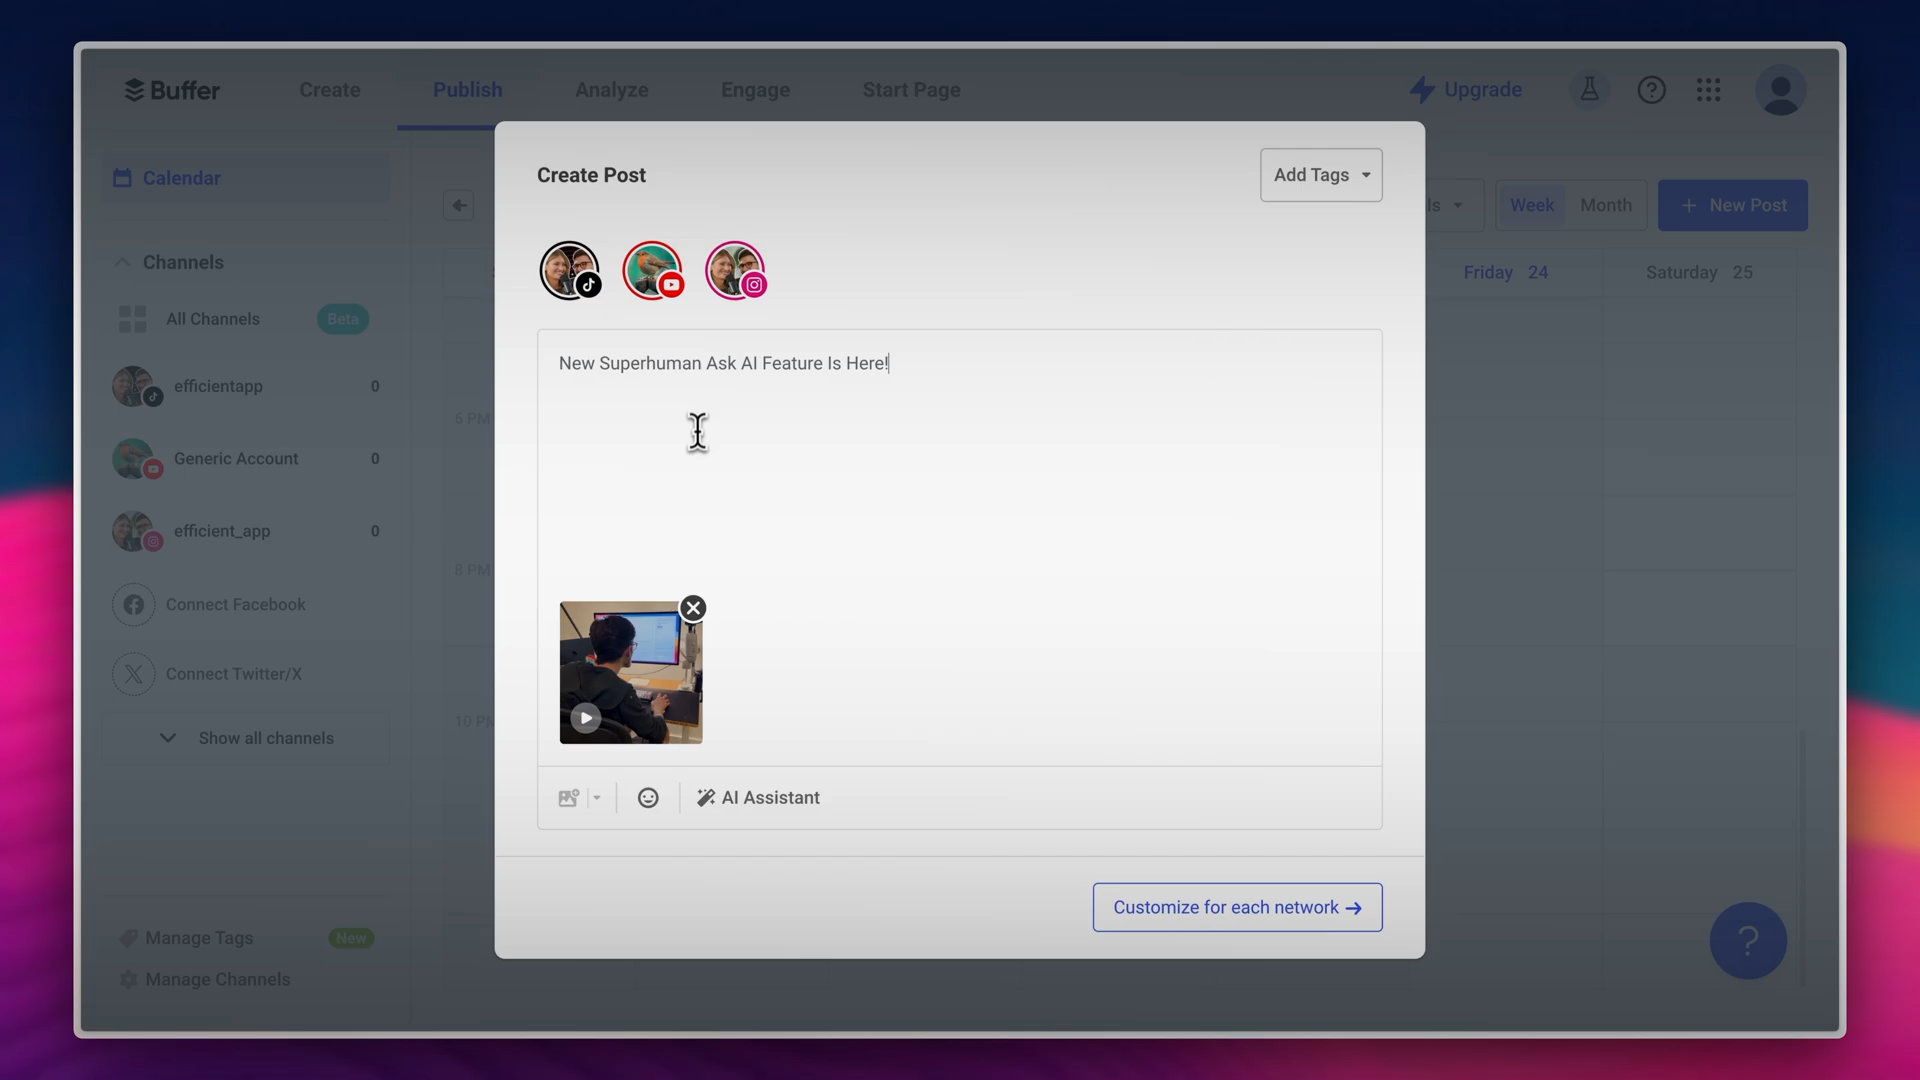 Buffer
Create
Publish
Analyze
Engage
Start Page
Upgrade
Calendar
Channels
All Channels Beta
efficientapp 0
Generic Account 0
efficient_app 0
Connect Facebook
Connect Twitter/X
Show all channels
Manage Tags New
Manage Channels
Week
Month
+ New Post
Friday 24
Saturday 25
6 PM
8 PM
Create Post
Add Tags
New Superhuman Ask AI Feature Is Here!
AI Assistant
Customize for each network →
?